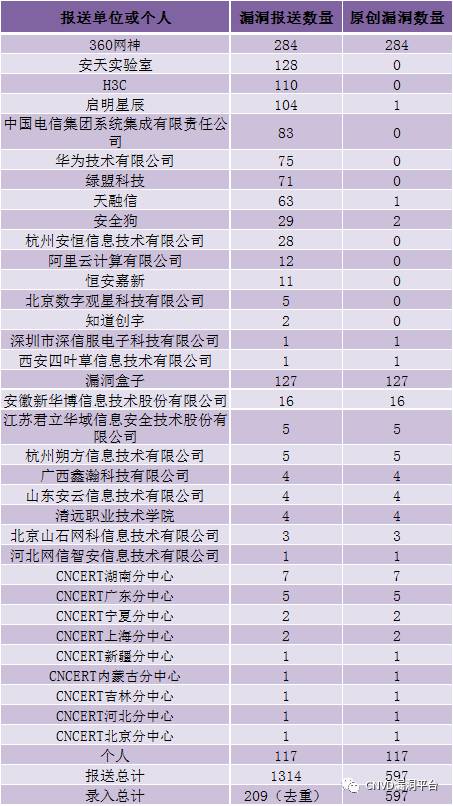 报送单位或个人 漏洞报送数量 原创漏洞数量
360网神 284 284
安天实验室 128 0
H3C 110 0
启明星辰 104 1
中国电信集团系统集成有限责任公
司 83 0
华为技术有限公司 75 0
绿盟科技 71 0
天融信 63 1
安全狗 29 2
杭州安恒信息技术有限公司 28 0
阿里云计算有限公司 12 0
恒安嘉新 11 0
北京数字观星科技有限公司 5 0
知道创宇 2 0
深圳市深信服电子科技有限公司 1 1
西安四叶草信息技术有限公司 1 1
漏洞盒子 127 127
安徽新华博信息技术股份有限公司 16 16
江苏君立华域信息安全技术股份有
限公司 5 5
杭州朔方信息技术有限公司 5 5
广西鑫瀚科技有限公司 4 4
山东安云信息技术有限公司 4 4
清远职业技术学院 4 4
北京山石网科信息技术有限公司 3 3
河北网信智安信息技术有限公司 1 1
CNCERT湖南分中心 7 7
CNCERT广东分中心 5 5
CNCERT宁夏分中心 2 2
CNCERT上海分中心 2 2
CNCERT新疆分中心 1 1
CNCERT内蒙古分中心 1 1
CNCERT吉林分中心 1 1
CNCERT河北分中心 1 1
CNCERT北京分中心 1 1
个人 117 117
报送总计 1314 597
CNVD漏洞平台
录入总计 209（去重） 597